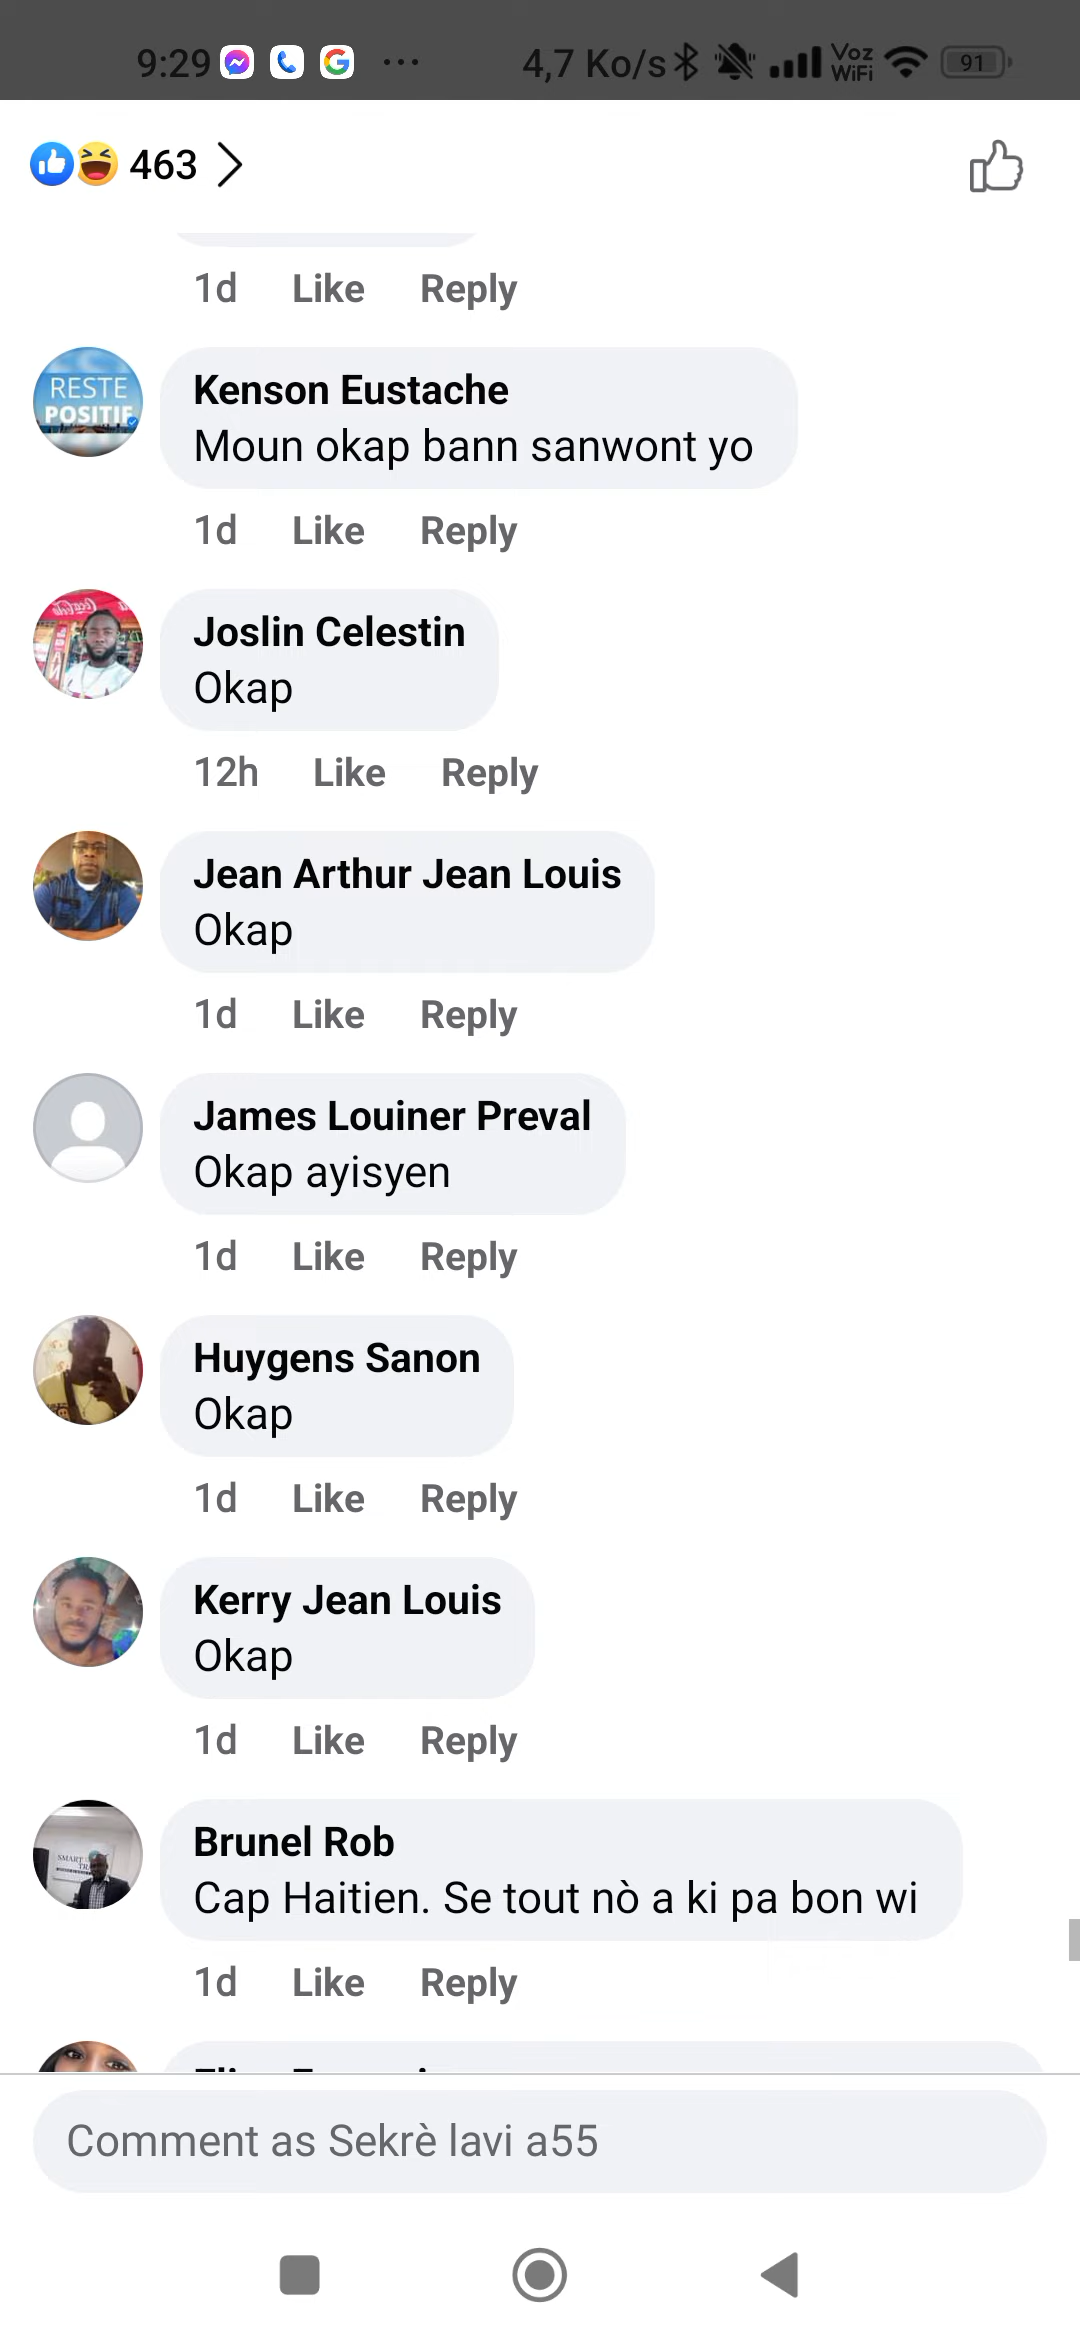 9:29 ... 4,7 Ko/s Voz WiFi 91
463
1d Like Reply
RESTE
POSITIF
Kenson Eustache
Moun okap bann sanwont yo
1d Like Reply
Joslin Celestin
Okap
12h Like Reply
Jean Arthur Jean Louis
Okap
1d Like Reply
James Louiner Preval
Okap ayisyen
1d Like Reply
Huygens Sanon
Okap
1d Like Reply
Kerry Jean Louis
Okap
1d Like Reply
Brunel Rob
Cap Haitien. Se tout nò a ki pa bon wi
1d Like Reply
Comment as Sekrè lavi a55